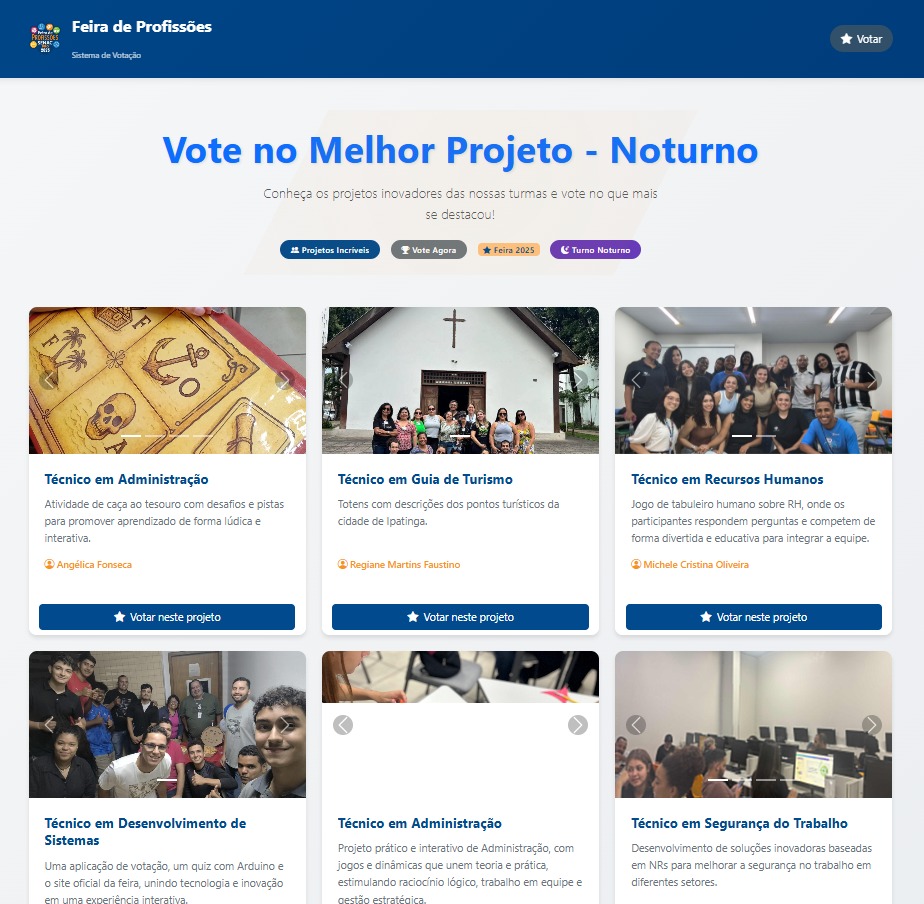 Feira de Profissões
Sistema de Votação
Votar
Vote no Melhor Projeto - Noturno
Conheça os projetos inovadores das nossas turmas e vote no que mais
se destacou!
Projetos Incríveis
Vote Agora
Feira 2025
Turno Noturno
Técnico em Administração
Atividade de caça ao tesouro com desafios e pistas
para promover aprendizado de forma lúdica e
interativa.
Angélica Fonseca
Votar neste projeto
Técnico em Guia de Turismo
Totens com descrições dos pontos turísticos da
cidade de Ipatinga.
Regiane Martins Faustino
Votar neste projeto
Técnico em Recursos Humanos
Jogo de tabuleiro humano sobre RH, onde os
participantes respondem perguntas e competem de
forma divertida e educativa para integrar a equipe.
Michele Cristina Oliveira
Votar neste projeto
Técnico em Desenvolvimento de
Sistemas
Uma aplicação de votação, um quiz com Arduino e
o site oficial da feira, unindo tecnologia e inovação
em uma experiência interativa.
Técnico em Administração
Projeto prático e interativo de Administração, com
jogos e dinâmicas que unem teoria e prática,
estimulando raciocínio lógico, trabalho em equipe e
gestão estratégica.
Técnico em Segurança do Trabalho
Desenvolvimento de soluções inovadoras baseadas
em NRs para melhorar a segurança no trabalho em
diferentes setores.